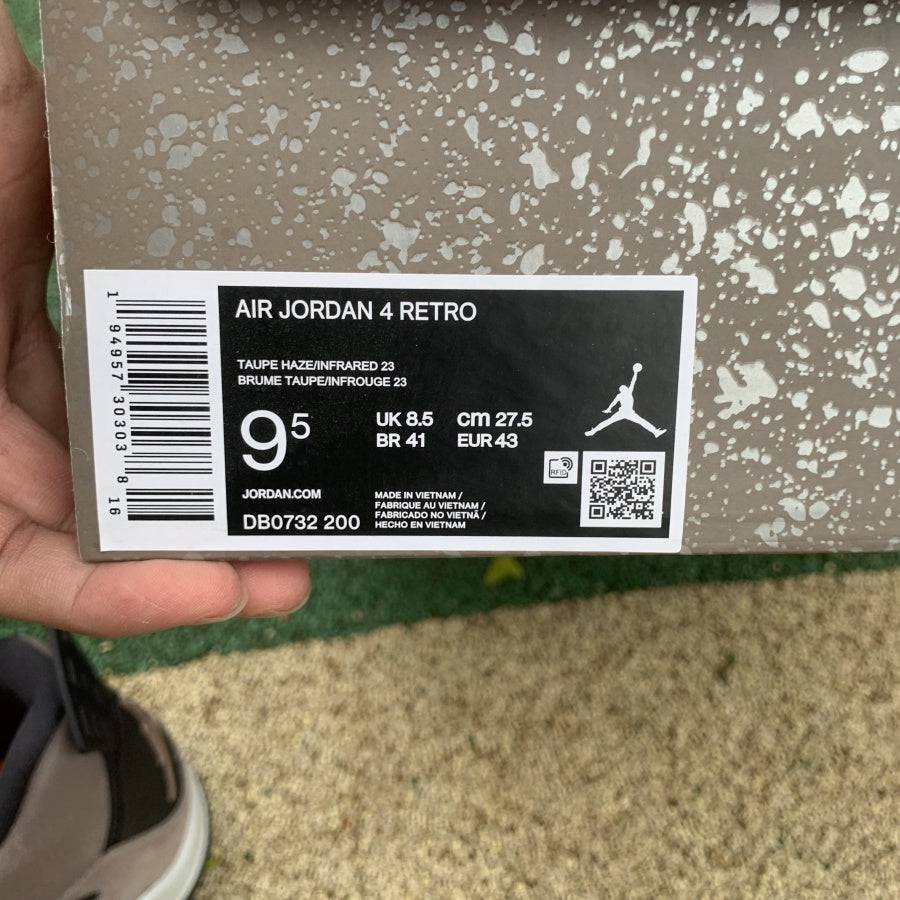 AIR JORDAN 4 RETRO
TAUPE HAZE/INFRARED 23
BRUME TAUPE/INFROUGE 23
9⁵
UK 8.5 cm 27.5
BR 41 EUR 43
RFID
JORDAN.COM
DB0732 200
MADE IN VIETNAM /
FABRIQUE AU VIETNAM /
FABRICADO NO VIETNÃ /
HECHO EN VIETNAM
1 94957 30303 8 16